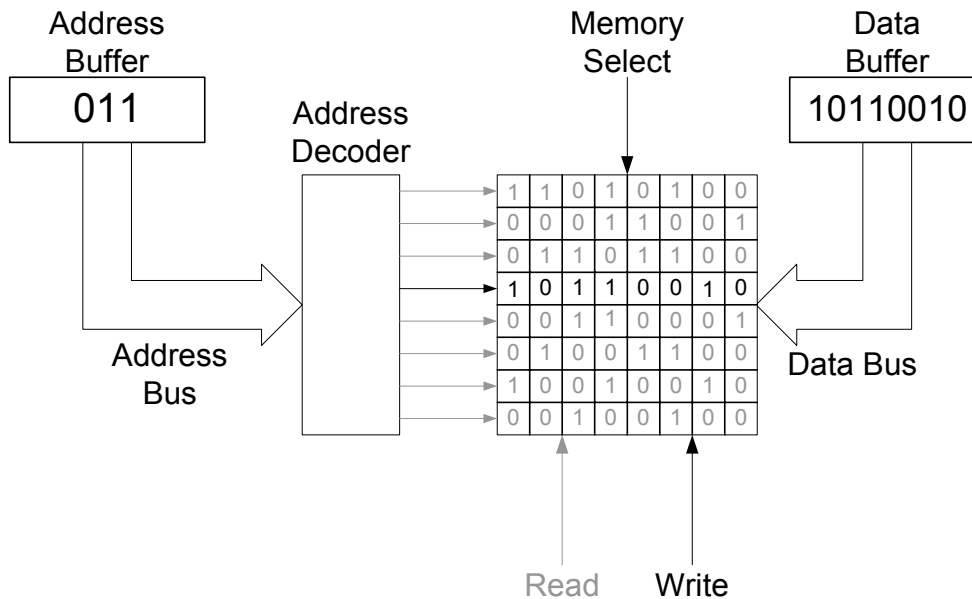 Address
Buffer
011
Address
Decoder
Memory
Select
Data
Buffer
10110010
1 1 0 1 0 1 0 0
0 0 0 1 1 0 0 1
0 1 1 0 1 1 0 0
1 0 1 1 0 0 1 0
0 0 1 1 0 0 0 1
0 1 0 0 1 1 0 0
1 0 0 1 0 0 1 0
0 0 1 0 0 1 0 0
Address
Bus
Data Bus
Read
Write